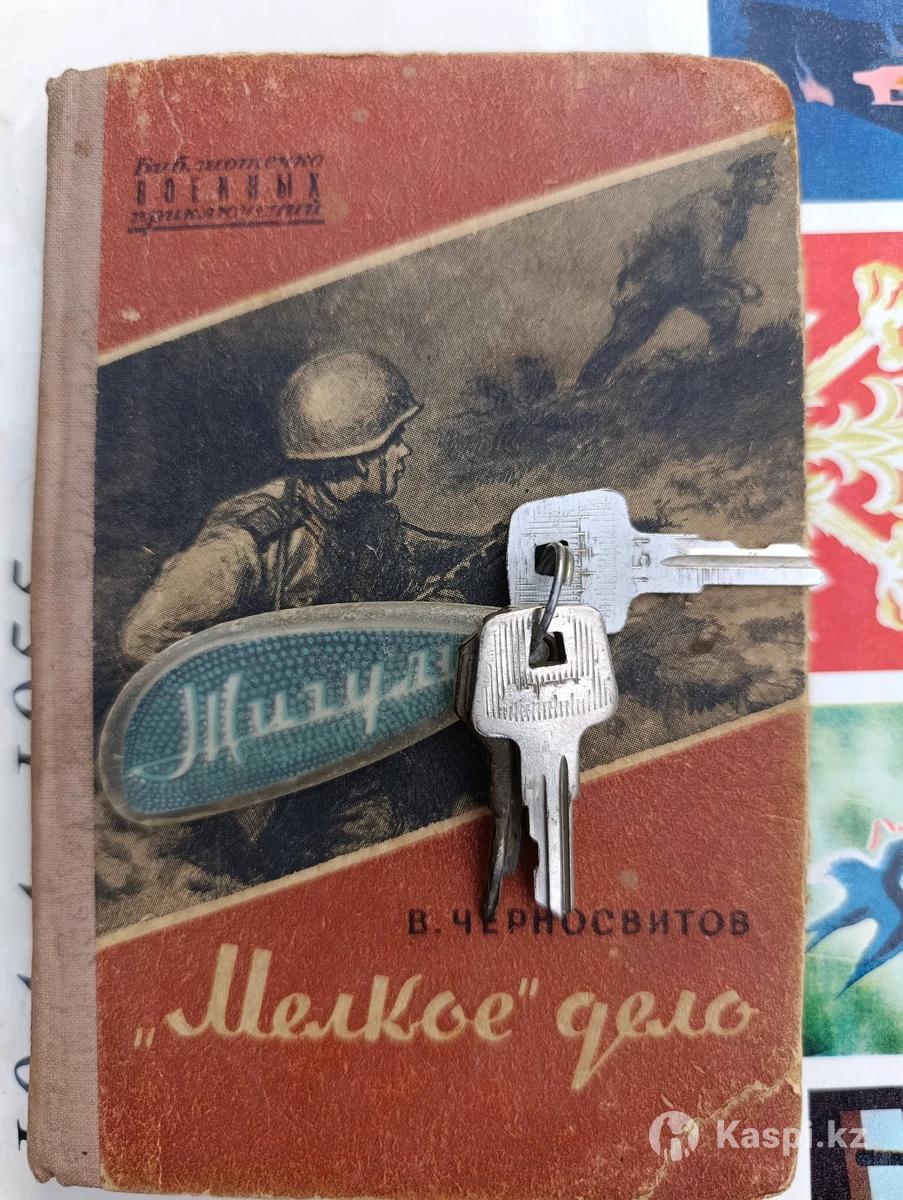 Библиотечка
ВОЕННЫХ
приключений
151
Жигули
В. ЧЕРНОСВИТОВ
„Мелкое" дело
Kaspi.kz